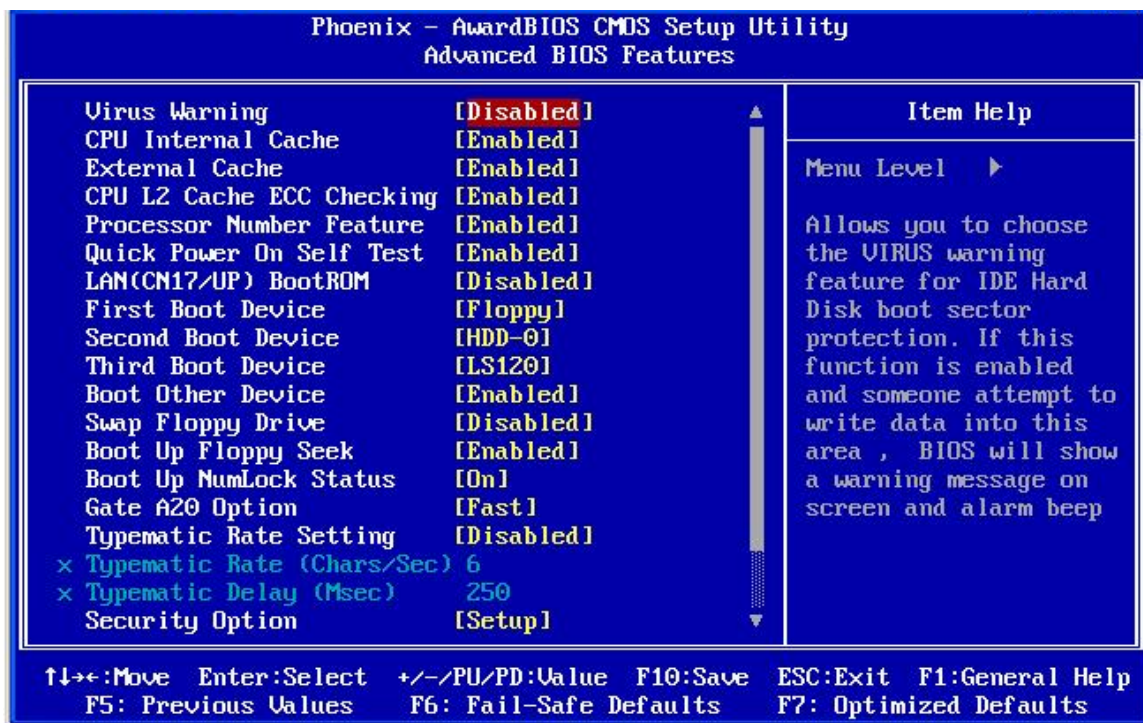 Phoenix - AwardBIOS CMOS Setup Utility
Advanced BIOS Features
Virus Warning [Disabled]
CPU Internal Cache [Enabled]
External Cache [Enabled]
CPU L2 Cache ECC Checking [Enabled]
Processor Number Feature [Enabled]
Quick Power On Self Test [Enabled]
LAN(CN17/UP) BootROM [Disabled]
First Boot Device [Floppy]
Second Boot Device [HDD-0]
Third Boot Device [LS120]
Boot Other Device [Enabled]
Swap Floppy Drive [Disabled]
Boot Up Floppy Seek [Enabled]
Boot Up NumLock Status [On]
Gate A20 Option [Fast]
Typematic Rate Setting [Disabled]
x Typematic Rate (Chars/Sec) 6
x Typematic Delay (Msec) 250
Security Option [Setup]
Item Help
Menu Level ▶
Allows you to choose
the VIRUS warning
feature for IDE Hard
Disk boot sector
protection. If this
function is enabled
and someone attempt to
write data into this
area , BIOS will show
a warning message on
screen and alarm beep
↑↓→←:Move Enter:Select +/-/PU/PD:Value F10:Save ESC:Exit F1:General Help
F5: Previous Values F6: Fail-Safe Defaults F7: Optimized Defaults